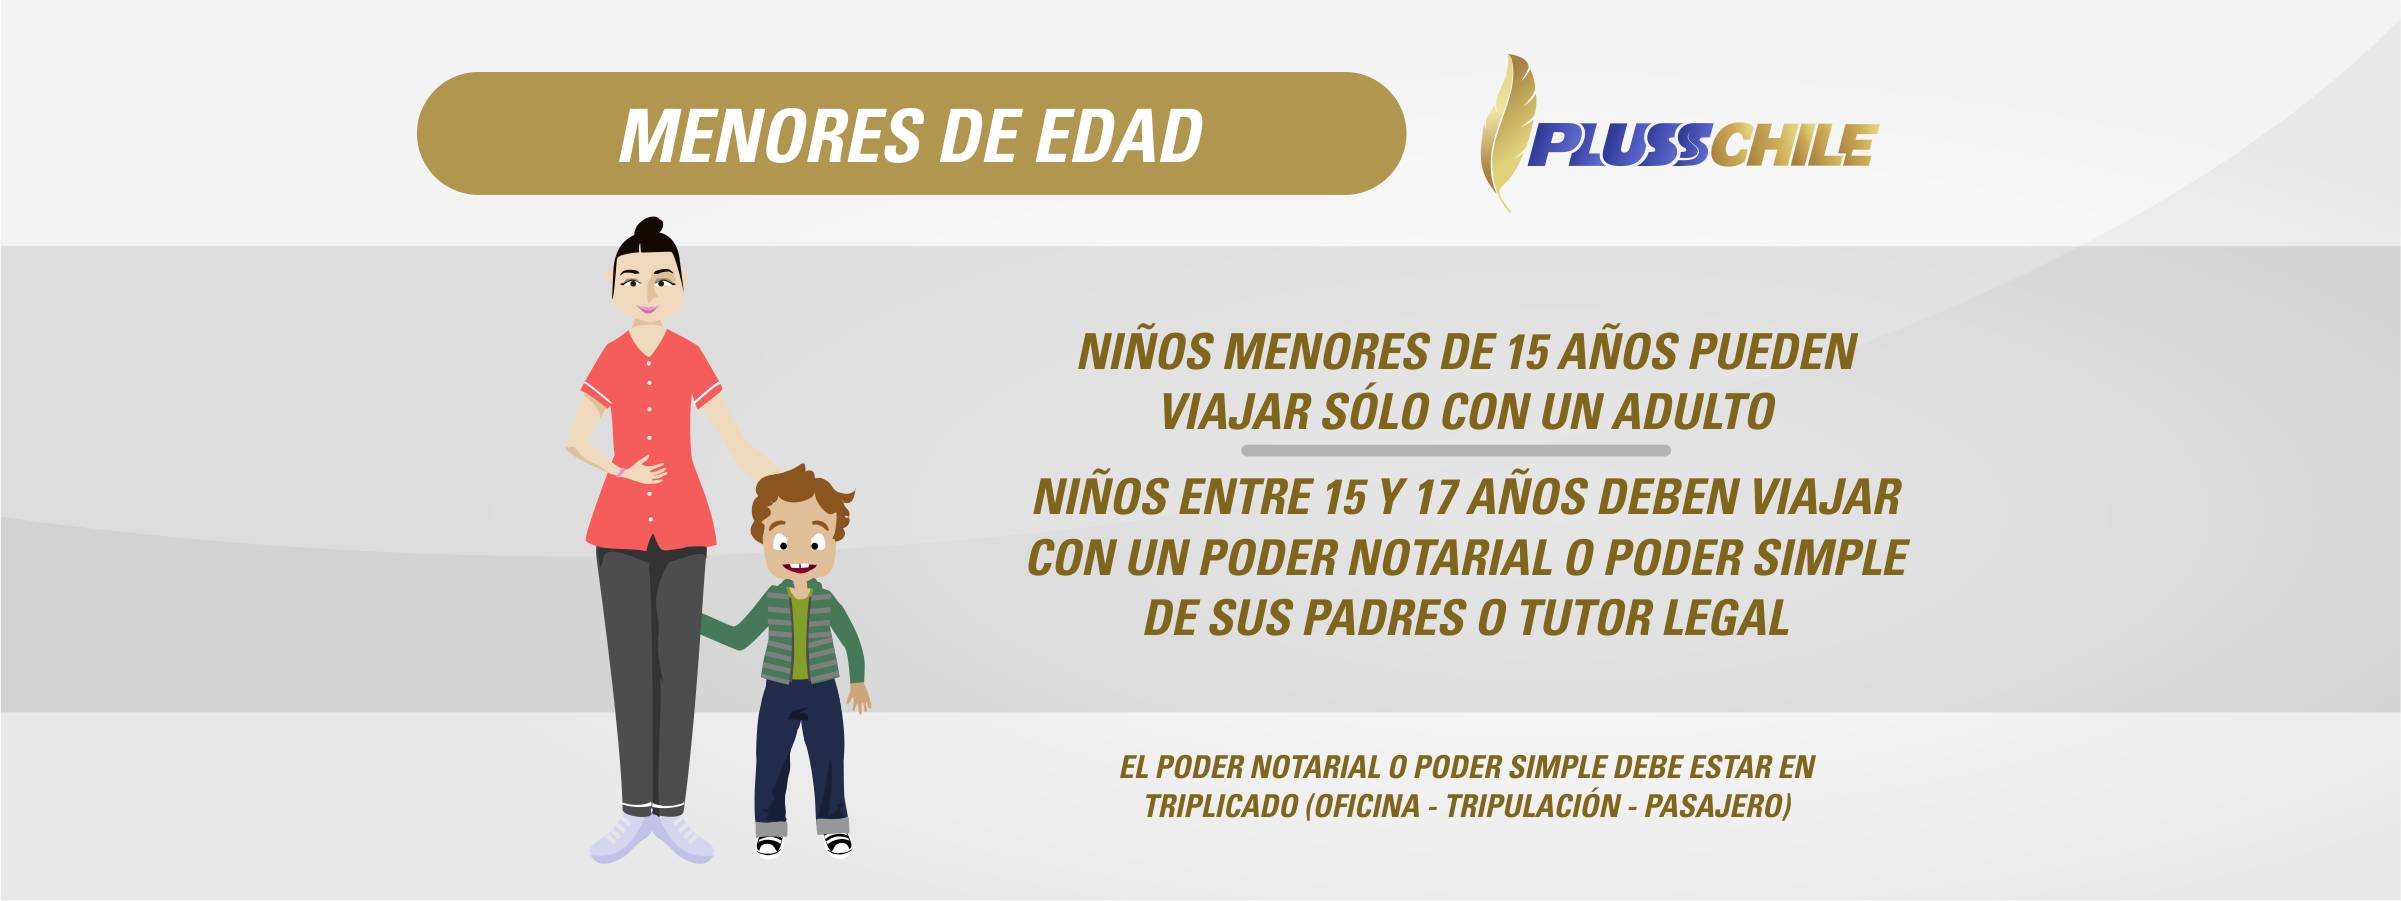 MENORES DE EDAD
PLUSSCHILE
NIÑOS MENORES DE 15 AÑOS PUEDEN
VIAJAR SÓLO CON UN ADULTO
NIÑOS ENTRE 15 Y 17 AÑOS DEBEN VIAJAR
CON UN PODER NOTARIAL O PODER SIMPLE
DE SUS PADRES O TUTOR LEGAL
EL PODER NOTARIAL O PODER SIMPLE DEBE ESTAR EN
TRIPLICADO (OFICINA - TRIPULACIÓN - PASAJERO)